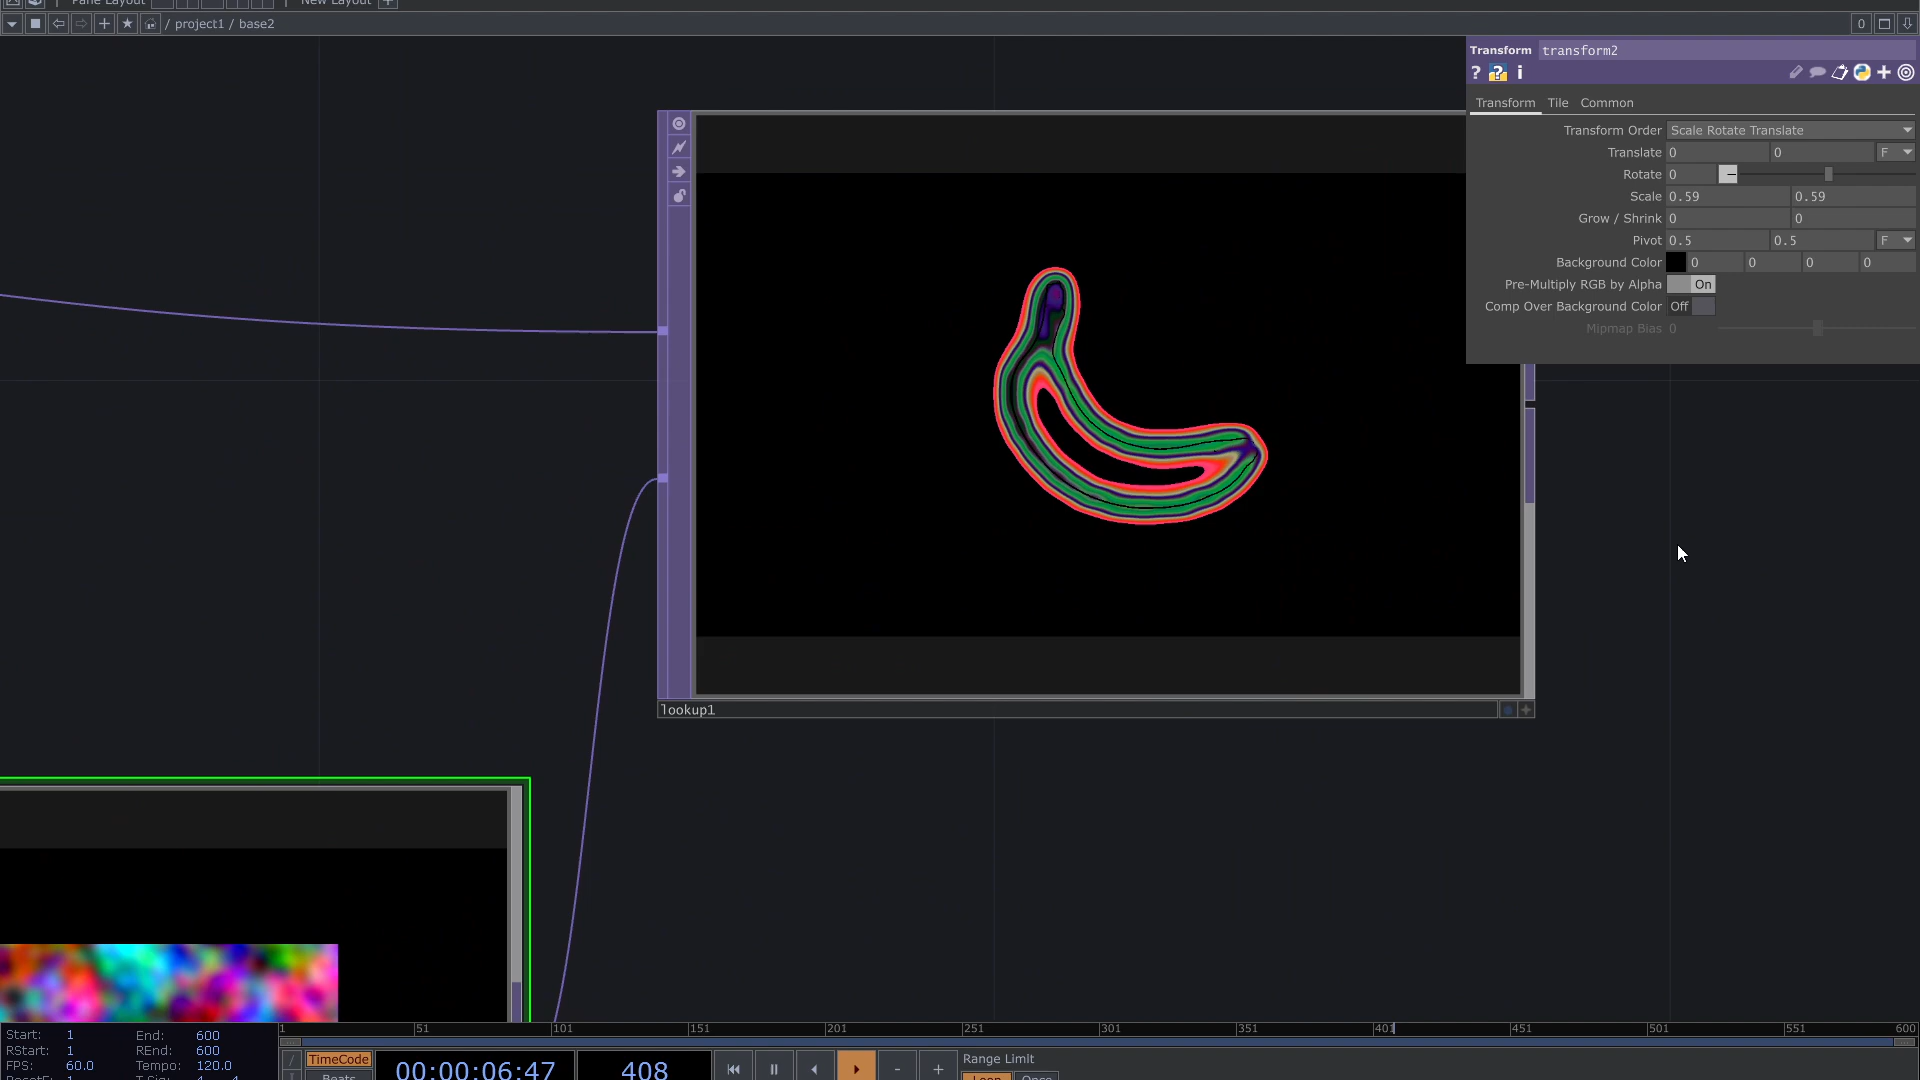 Pane Layout New Layout +
/ project1 / base2
0
Transform transform2
? ? i
Transform Tile Common
Transform Order Scale Rotate Translate
Translate 0 0 F
Rotate 0
Scale 0.59 0.59
Grow / Shrink 0 0
Pivot 0.5 0.5 F
Background Color 0 0 0 0
Pre-Multiply RGB by Alpha On
Comp Over Background Color Off
Mipmap Bias 0
lookup1
1 51 101 151 201 251 301 351 401 451 501 551 600
Start: 1 End: 600
RStart: 1 REnd: 600
FPS: 60.0 Tempo: 120.0
TimeCode
Beats
00:00:06:47
408
- +
Range Limit
Loop Once